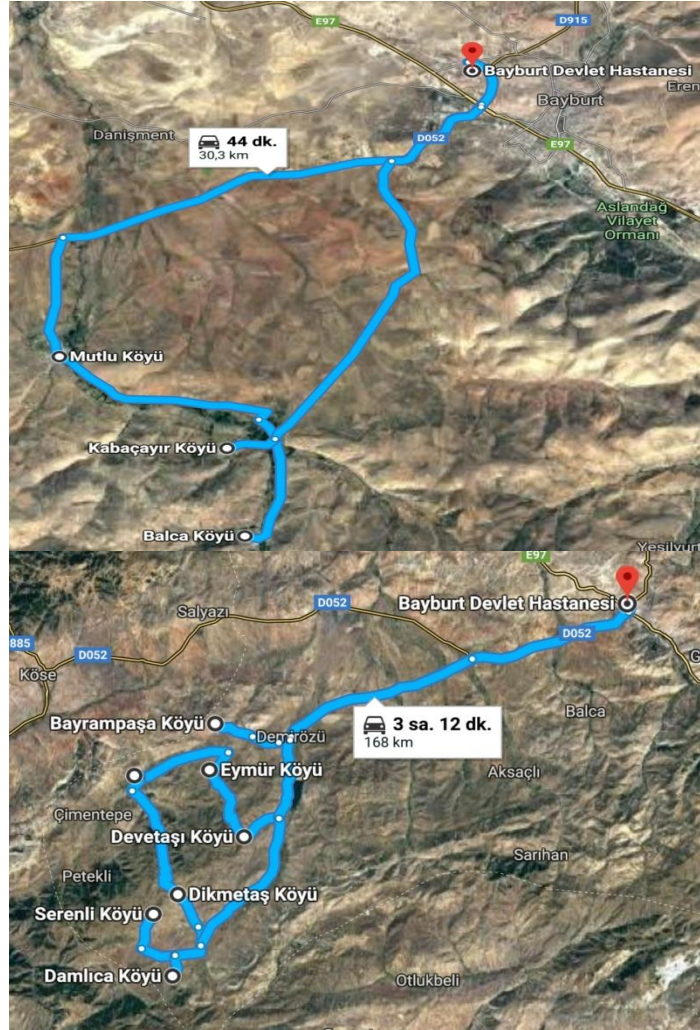 E97
D915
Bayburt Devlet Hastanesi
Eren
Bayburt
Danişment
44 dk.
30,3 km
D052
E97
Aslandağ
Vilayet
Ormanı
Mutlu Köyü
Kabaçayır Köyü
Balca Köyü
E97
Yeşilyurt
Salyazı
D052
Bayburt Devlet Hastanesi
885
D052
D052
G
Köse
Bayrampaşa Köyü
3 sa. 12 dk.
168 km
Balca
Demirözü
Eymür Köyü
Aksaçlı
Çimentepe
Devetaşı Köyü
Sarıhan
Petekli
Dikmetaş Köyü
Serenli Köyü
Damlıca Köyü
Otlukbeli